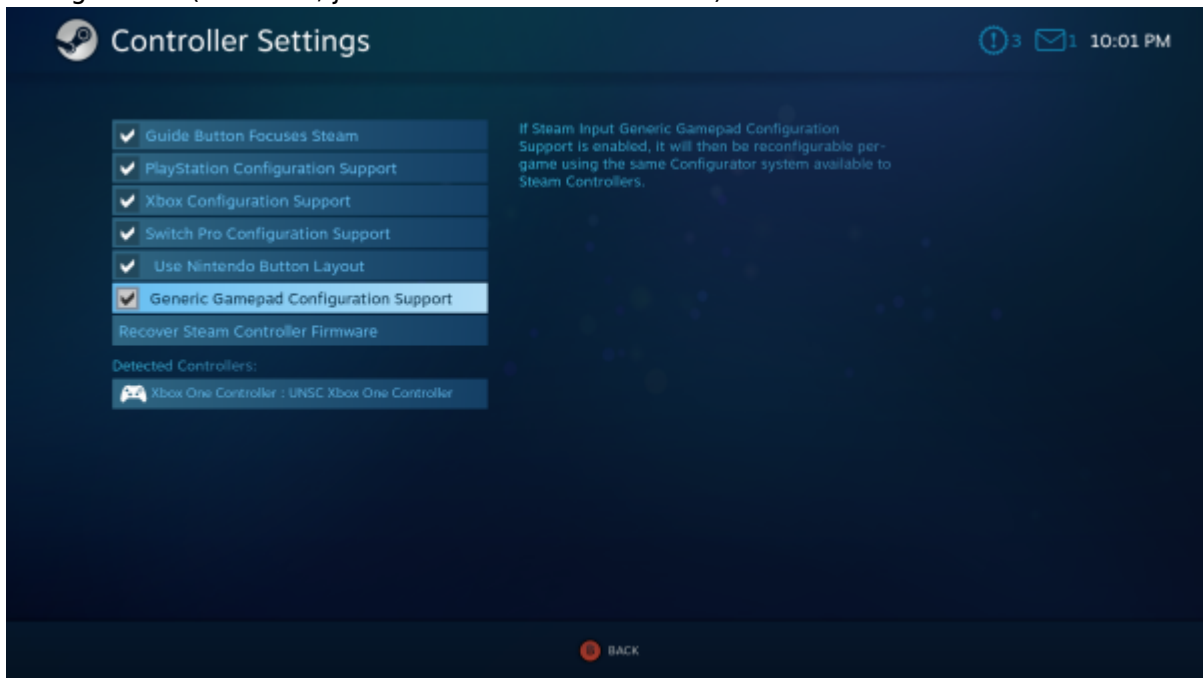 Controller Settings
3 1 10:01 PM
Guide Button Focuses Steam
PlayStation Configuration Support
Xbox Configuration Support
Switch Pro Configuration Support
Use Nintendo Button Layout
Generic Gamepad Configuration Support
Recover Steam Controller Firmware
Detected Controllers:
Xbox One Controller : UNSC Xbox One Controller
If Steam Input Generic Gamepad Configuration
Support is enabled, it will then be reconfigurable per-
game using the same Configurator system available to
Steam Controllers.
B BACK